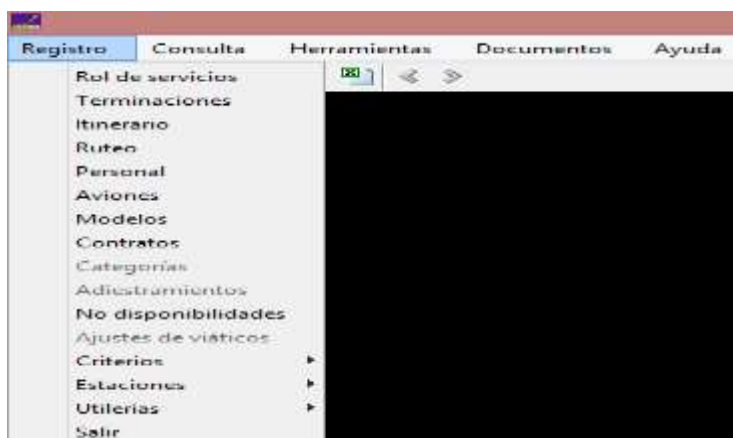 Registro Consulta Herramientas Documentos Ayuda
Rol de servicios
Terminaciones
Itinerario
Ruteo
Personal
Aviones
Modelos
Contratos
Categorías
Adiestramientos
No disponibilidades
Ajustes de viáticos
Criterios
Estaciones
Utilerias
Salir